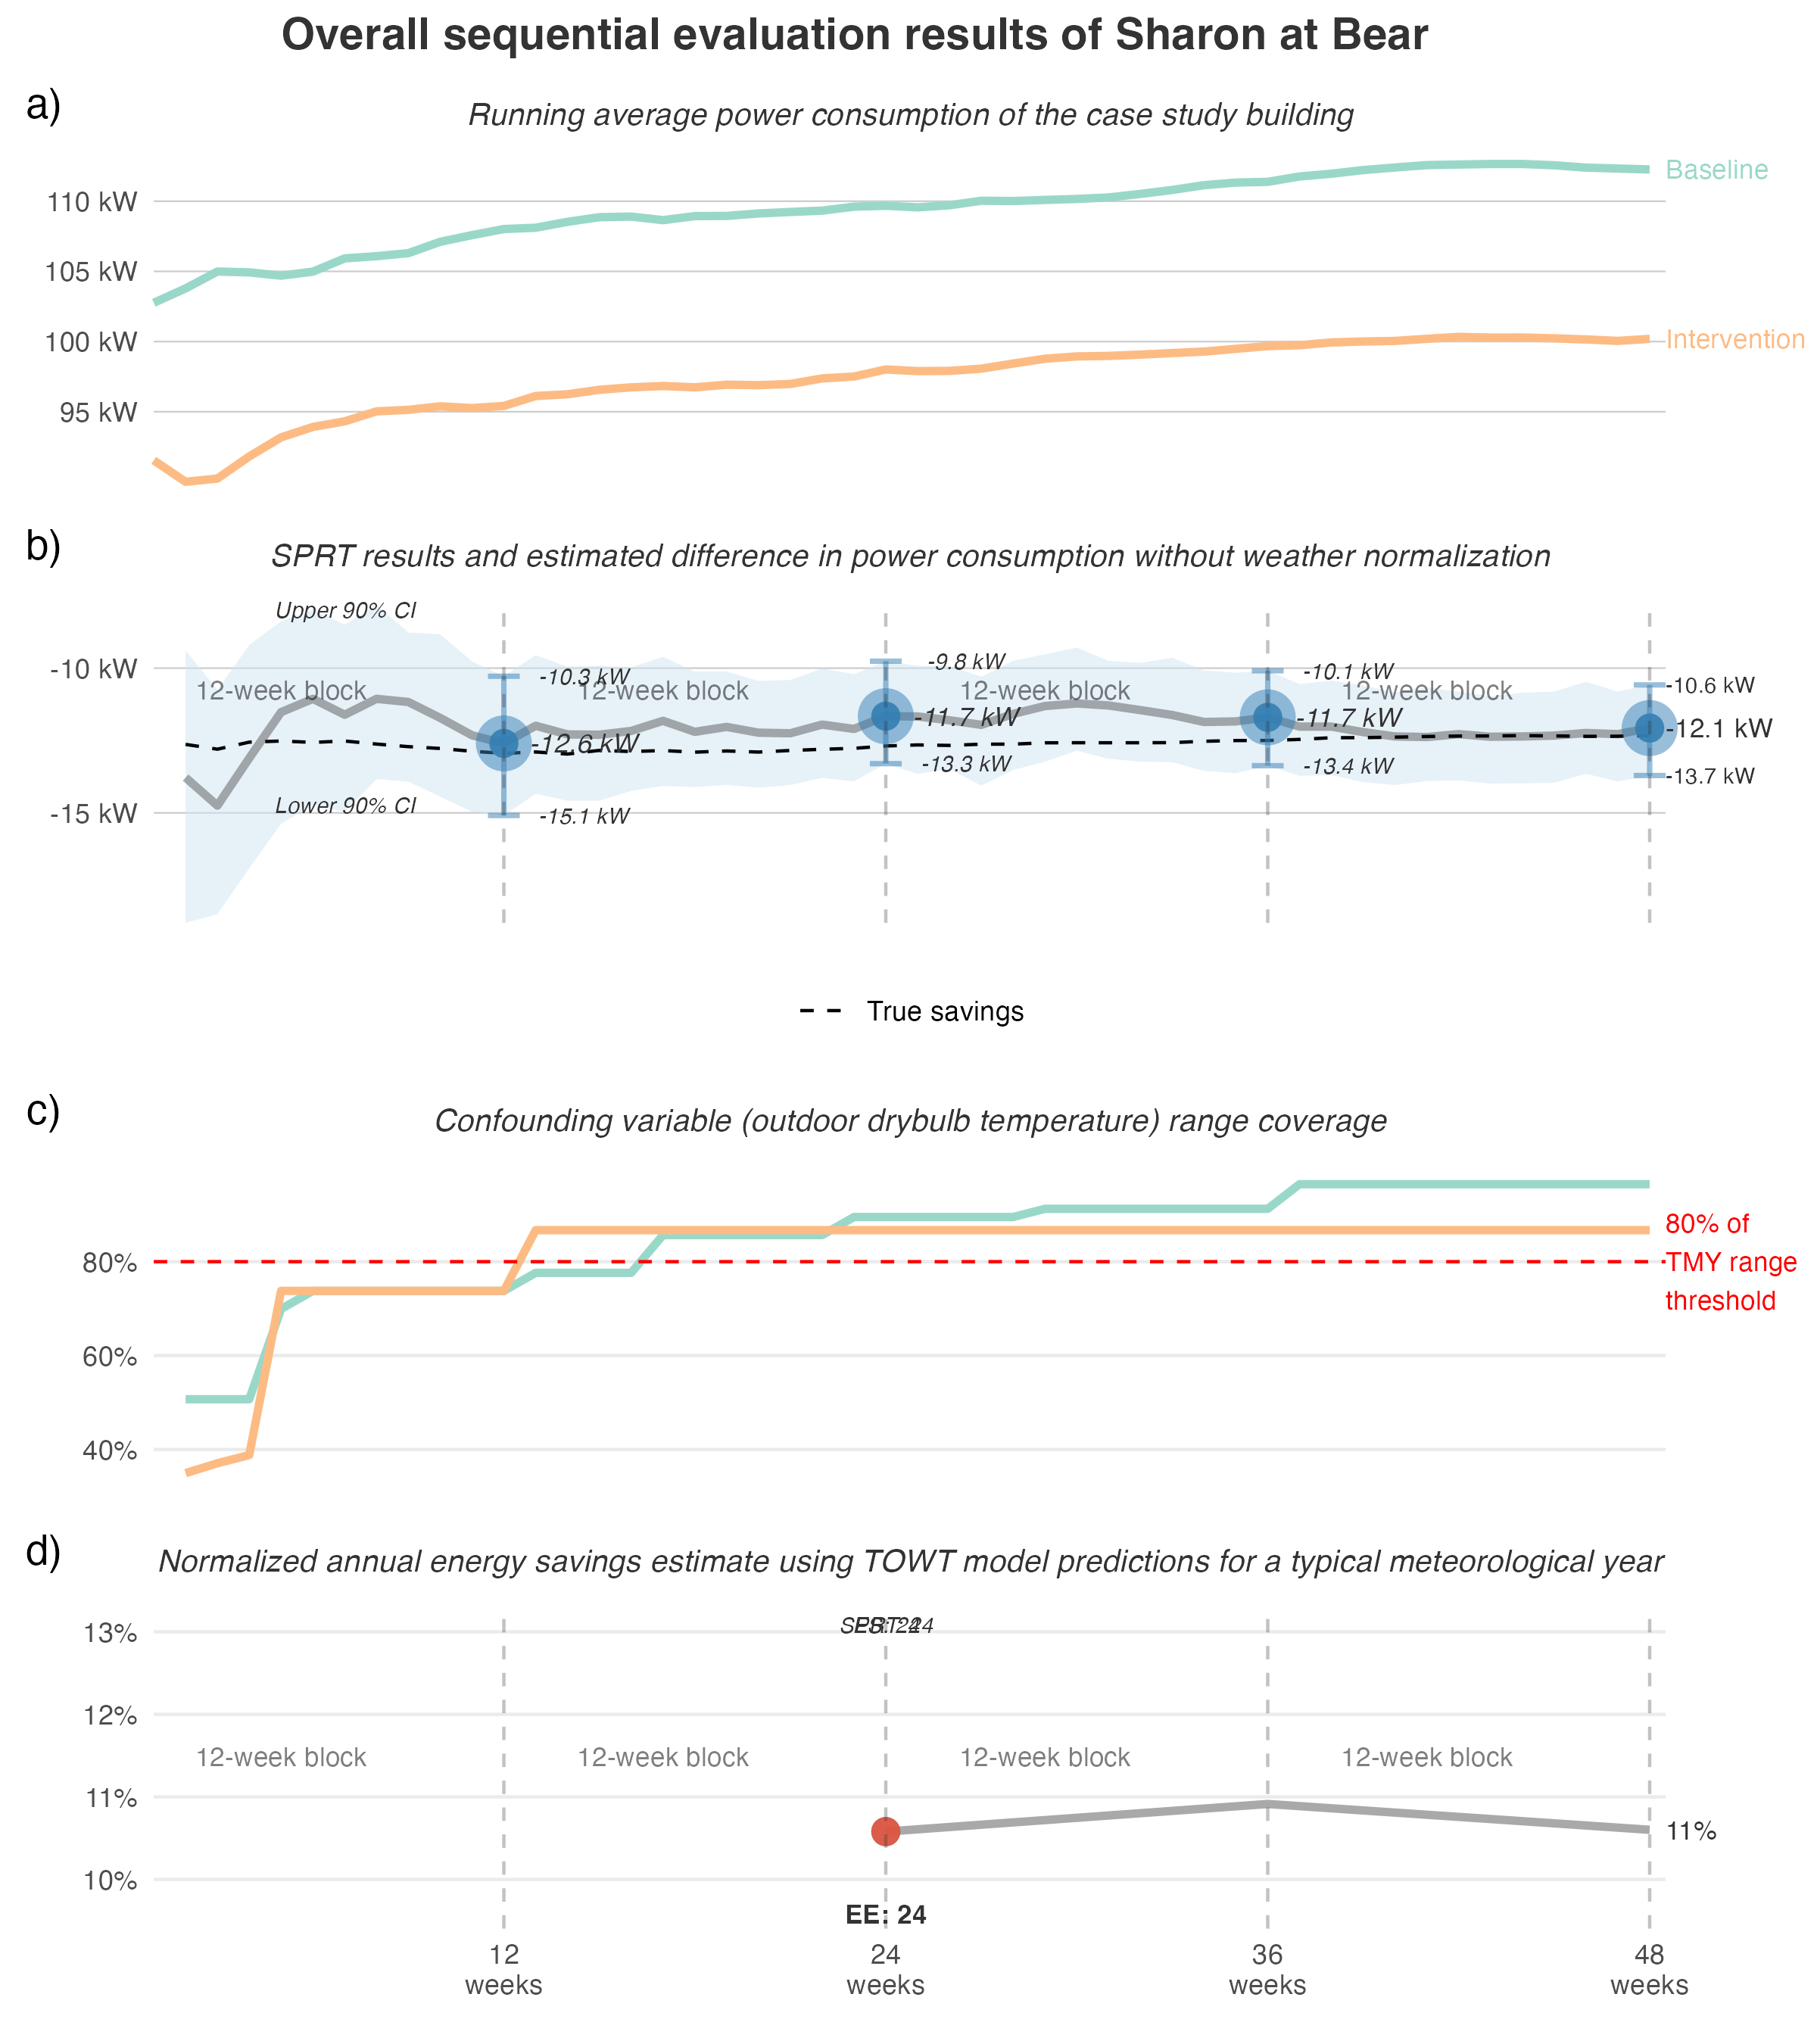 Overall sequential evaluation results of Sharon at Bear
a)
Running average power consumption of the case study building
Baseline
110 kW
105 kW
100 kW
Intervention
95 kW
b)
SPRT results and estimated difference in power consumption without weather normalization
Upper 90% CI
-10 kW
-10.3 kW
-9.8 kW
-10.1 kW
-10.6 kW
12-week block
12-week block
12-week block
12-week block
-12.6 kW
-11.7 kW
-11.7 kW
-12.1 kW
-13.3 kW
-13.4 kW
-13.7 kW
Lower 90% CI
-15 kW
-15.1 kW
True savings
c)
Confounding variable (outdoor drybulb temperature) range coverage
80% of
TMY range
threshold
80%
60%
40%
d)
Normalized annual energy savings estimate using TOWT model predictions for a typical meteorological year
13%
12%
12-week block
12-week block
12-week block
12-week block
11%
11%
10%
EE: 24
12
weeks
24
weeks
36
weeks
48
weeks